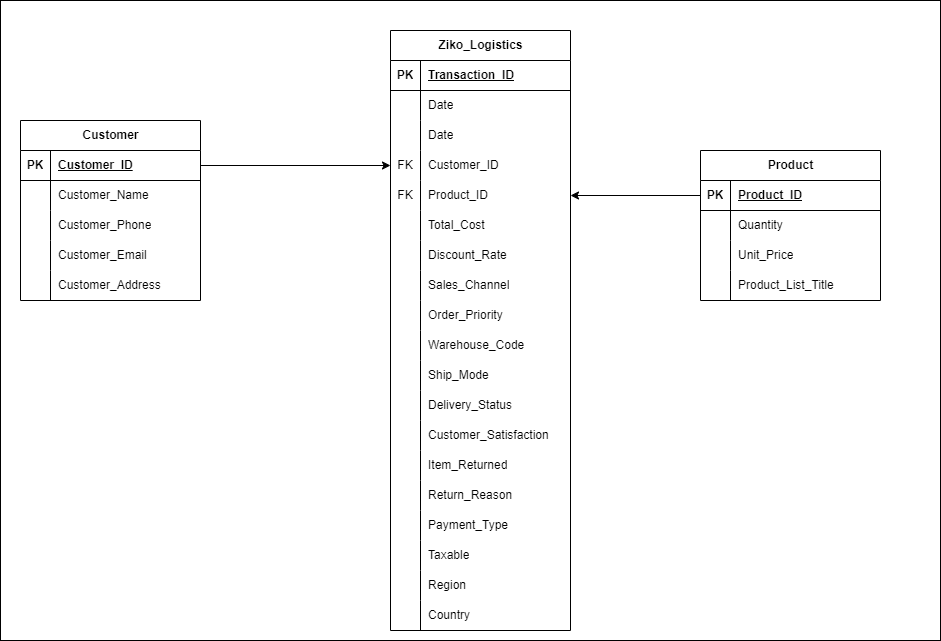 Customer
PK Customer_ID
Customer_Name
Customer_Phone
Customer_Email
Customer_Address
Ziko_Logistics
PK Transaction_ID
Date
Date
FK Customer_ID
FK Product_ID
Total_Cost
Discount_Rate
Sales_Channel
Order_Priority
Warehouse_Code
Ship_Mode
Delivery_Status
Customer_Satisfaction
Item_Returned
Return_Reason
Payment_Type
Taxable
Region
Country
Product
PK Product_ID
Quantity
Unit_Price
Product_List_Title